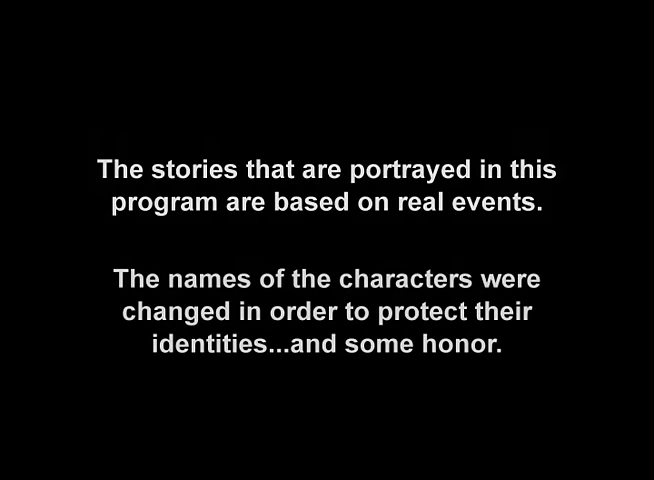 The stories that are portrayed in this
program are based on real events.
The names of the characters were
changed in order to protect their
identities...and some honor.